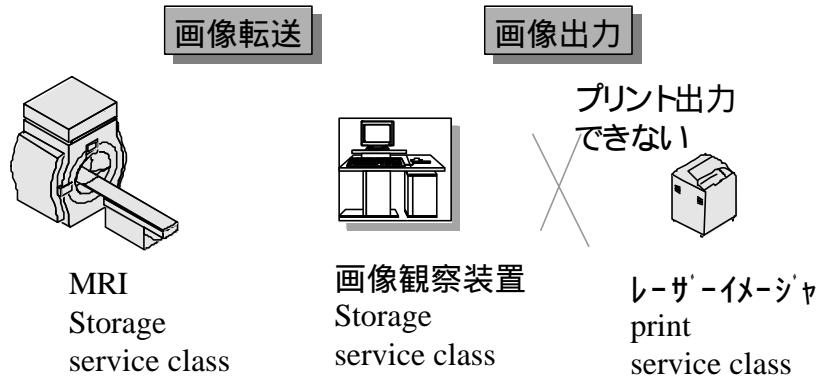 画像転送
画像出力
プリント出力
できない
MRI
Storage
service class
画像観察装置
Storage
service class
ﾚｰｻﾞｰｲﾒｰｼﾞｬ
print
service class